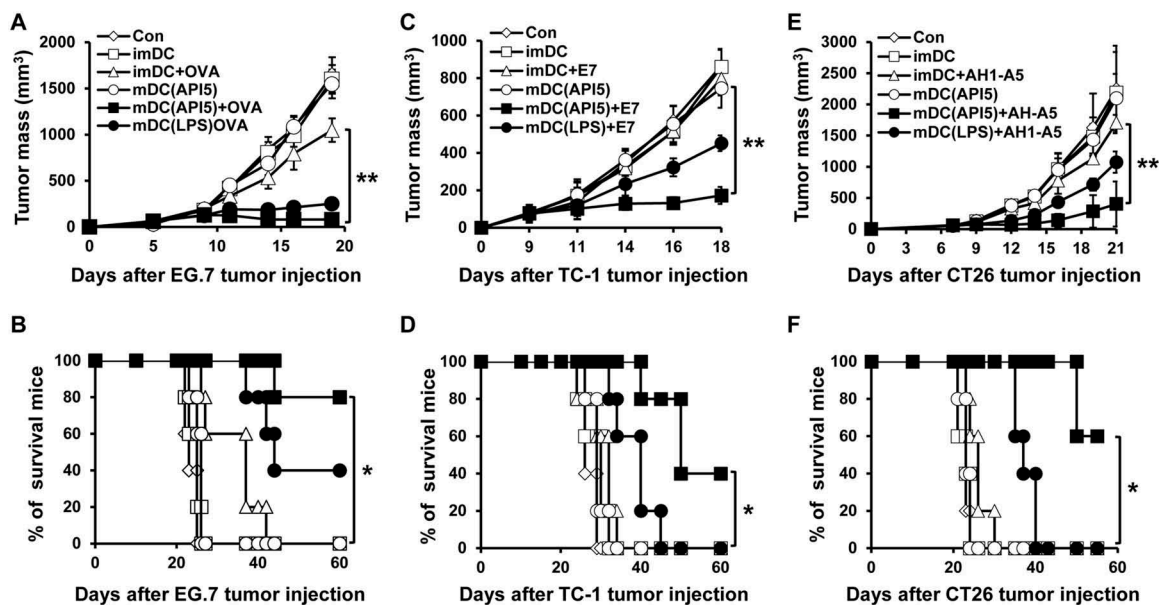 A
Tumor mass (mm³)
2000
1500
1000
500
0
Con
imDC
imDC+OVA
mDC(API5)
mDC(API5)+OVA
mDC(LPS)OVA
**
0 5 10 15 20
Days after EG.7 tumor injection
C
Tumor mass (mm³)
1000
800
600
400
200
0
Con
imDC
imDC+E7
mDC(API5)
mDC(API5)+E7
mDC(LPS)+E7
**
0 9 11 14 16 18
Days after TC-1 tumor injection
E
Tumor mass (mm³)
3000
2500
2000
1500
1000
500
0
Con
imDC
imDC+AH1-A5
mDC(API5)
mDC(API5)+AH-A5
mDC(LPS)+AH1-A5
**
0 3 6 9 12 15 18 21
Days after CT26 tumor injection
B
% of survival mice
100
80
60
40
20
0
*
0 20 40 60
Days after EG.7 tumor injection
D
% of survival mice
100
80
60
40
20
0
*
0 10 20 30 40 50 60
Days after TC-1 tumor injection
F
% of survival mice
100
80
60
40
20
0
*
0 20 40 60
Days after CT26 tumor injection